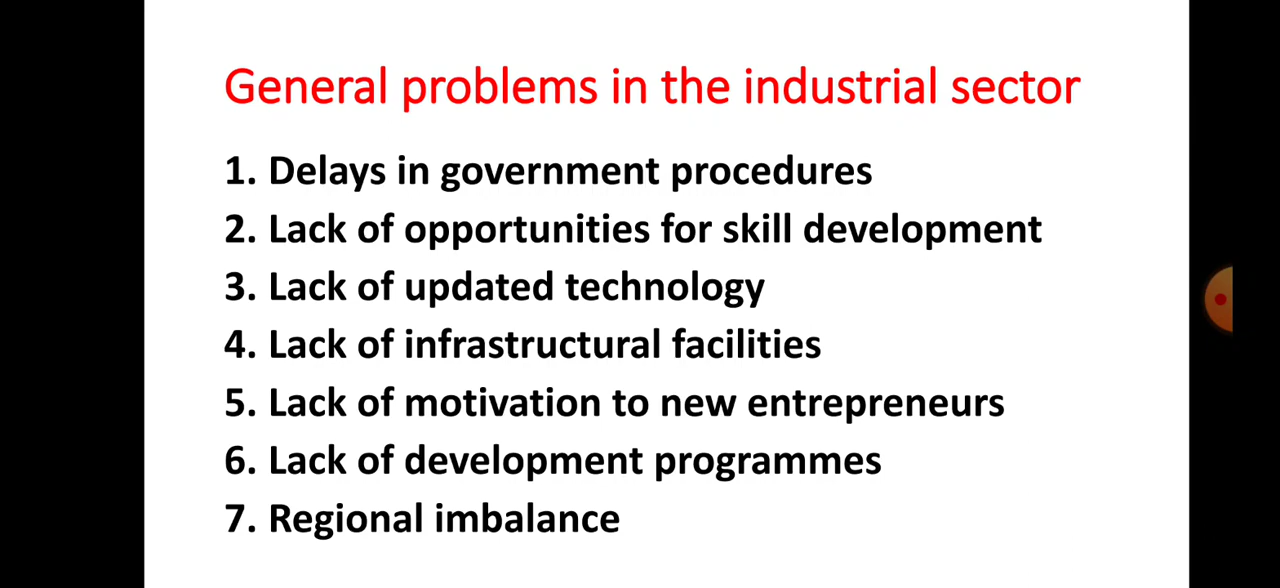 General problems in the industrial sector
1. Delays in government procedures
2. Lack of opportunities for skill development
3. Lack of updated technology
4. Lack of infrastructural facilities
5. Lack of motivation to new entrepreneurs
6. Lack of development programmes
7. Regional imbalance